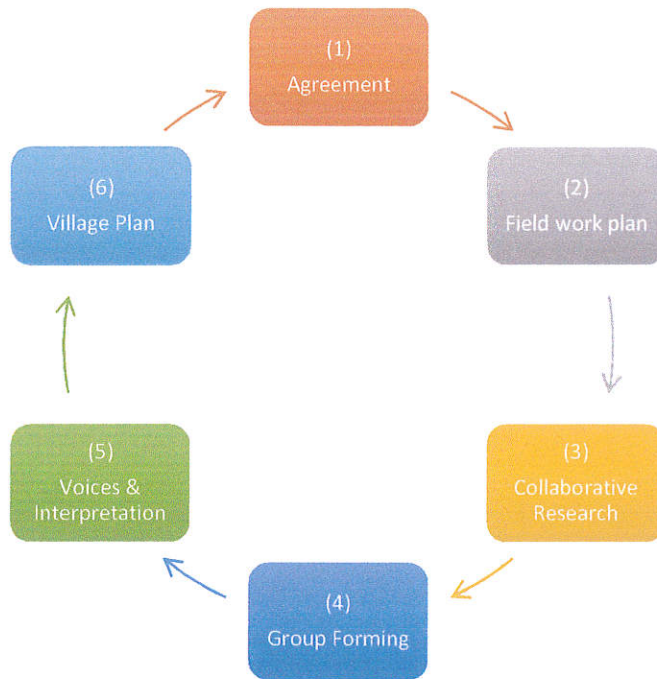 (1)
Agreement
(2)
Field work plan
(3)
Collaborative
Research
(4)
Group Forming
(5)
Voices &
Interpretation
(6)
Village Plan